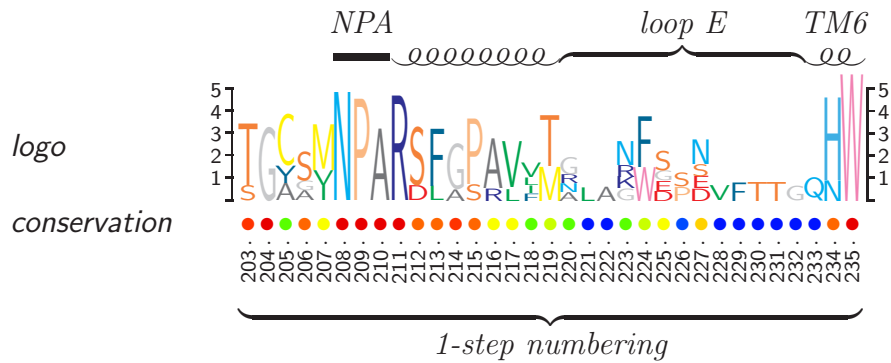 NPA loop E TM6
5 5
4 4
3 3
2 2
1 1
logo
TGCSMNPARSFGPAVVTGLANFSSNVFTTGQHW
conservation
203 204 205 206 207 208 209 210 211 212 213 214 215 216 217 218 219 220 221 222 223 224 225 226 227 228 229 230 231 232 233 234 235
1-step numbering